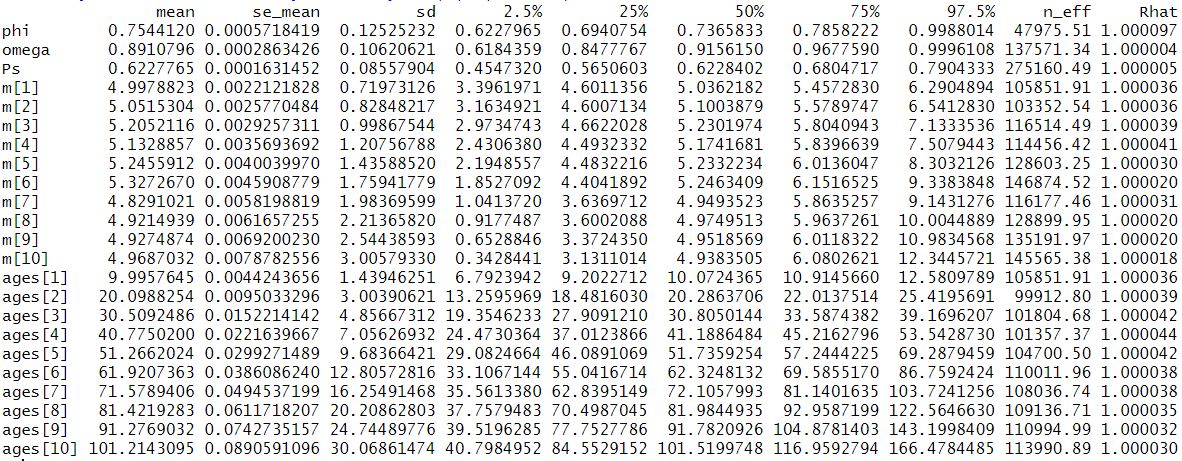 mean se_mean sd 2.5% 25% 50% 75% 97.5% n_eff Rhat
phi 0.7544120 0.0005718419 0.12525232 0.6227965 0.6940754 0.7365833 0.7858222 0.9988014 47975.51 1.000097
omega 0.8910796 0.0002863426 0.10620621 0.6184359 0.8477767 0.9156150 0.9677590 0.9996108 137571.34 1.000004
Ps 0.6227765 0.0001631452 0.08557904 0.4547320 0.5650603 0.6228402 0.6804717 0.7904333 275160.49 1.000005
m[1] 4.9978823 0.0022121828 0.71973126 3.3961971 4.6011356 5.0362182 5.4572830 6.2904894 105851.91 1.000036
m[2] 5.0515304 0.0025770484 0.82848217 3.1634921 4.6007134 5.1003879 5.5789747 6.5412830 103352.54 1.000036
m[3] 5.2052116 0.0029257311 0.99867544 2.9734743 4.6622028 5.2301974 5.8040943 7.1333536 116514.49 1.000039
m[4] 5.1328857 0.0035693692 1.20756788 2.4306380 4.4932332 5.1741681 5.8396639 7.5079443 114456.42 1.000041
m[5] 5.2455912 0.0040039970 1.43588520 2.1948557 4.4832216 5.2332234 6.0136047 8.3032126 128603.25 1.000030
m[6] 5.3272670 0.0045908779 1.75941779 1.8527092 4.4041892 5.2463409 6.1516525 9.3383848 146874.52 1.000020
m[7] 4.8291021 0.0058198819 1.98369599 1.0413720 3.6369712 4.9493523 5.8635257 9.1431276 116177.46 1.000031
m[8] 4.9214939 0.0061657255 2.21365820 0.9177487 3.6002088 4.9749513 5.9637261 10.0044889 128899.95 1.000020
m[9] 4.9274874 0.0069200230 2.54438593 0.6528846 3.3724350 4.9518569 6.0118322 10.9834568 135191.97 1.000020
m[10] 4.9687032 0.0078782556 3.00579330 0.3428441 3.1311014 4.9383505 6.0802621 12.3445721 145565.38 1.000018
ages[1] 9.9957645 0.0044243656 1.43946251 6.7923942 9.2022712 10.0724365 10.9145660 12.5809789 105851.91 1.000036
ages[2] 20.0988254 0.0095033296 3.00390621 13.2595969 18.4816030 20.2863706 22.0137514 25.4195691 99912.80 1.000039
ages[3] 30.5092486 0.0152214142 4.85667312 19.3546233 27.9091210 30.8050144 33.5874382 39.1696207 101804.68 1.000042
ages[4] 40.7750200 0.0221639667 7.05626932 24.4730364 37.0123866 41.1886484 45.2162796 53.5428730 101357.37 1.000044
ages[5] 51.2662024 0.0299271489 9.68366421 29.0824664 46.0891069 51.7359254 57.2444225 69.2879459 104700.50 1.000042
ages[6] 61.9207363 0.0386086240 12.80572816 33.1067144 55.0416714 62.3248132 69.5855170 86.7592424 110011.96 1.000038
ages[7] 71.5789406 0.0494537199 16.25491468 35.5613380 62.8395149 72.1057993 81.1401635 103.7241256 108036.74 1.000038
ages[8] 81.4219283 0.0611718207 20.20862803 37.7579483 70.4987045 81.9844935 92.9587199 122.5646630 109136.71 1.000035
ages[9] 91.2769032 0.0742735157 24.74489776 39.5196285 77.7527786 91.7820926 104.8781403 143.1998409 110994.99 1.000032
ages[10] 101.2143095 0.0890591096 30.06861474 40.7984952 84.5529152 101.5199748 116.9592794 166.4784485 113990.89 1.000030